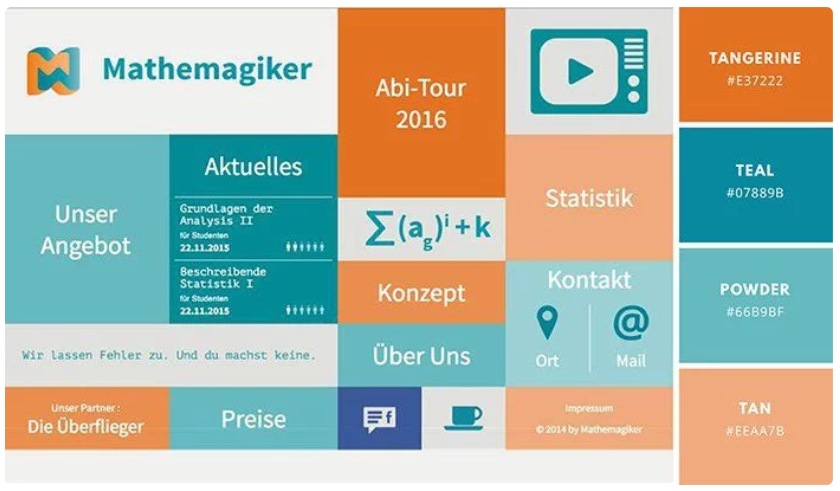 Mathemagiker
Abi-Tour
2016
Unser
Angebot
Aktuelles
Grundlagen der
Analysis II
für Studenten
22.11.2015
Beschreibende
Statistik I
für Studenten
22.11.2015
∑(a_g)^i + k
Statistik
Konzept
Kontakt
Ort
@
Mail
Wir lassen Fehler zu. Und du machst keine.
Über Uns
Unser Partner :
Die Überflieger
Preise
f
Impressum
© 2014 by Mathemagiker
TANGERINE
#E37222
TEAL
#07889B
POWDER
#66B9BF
TAN
#EEAA7B